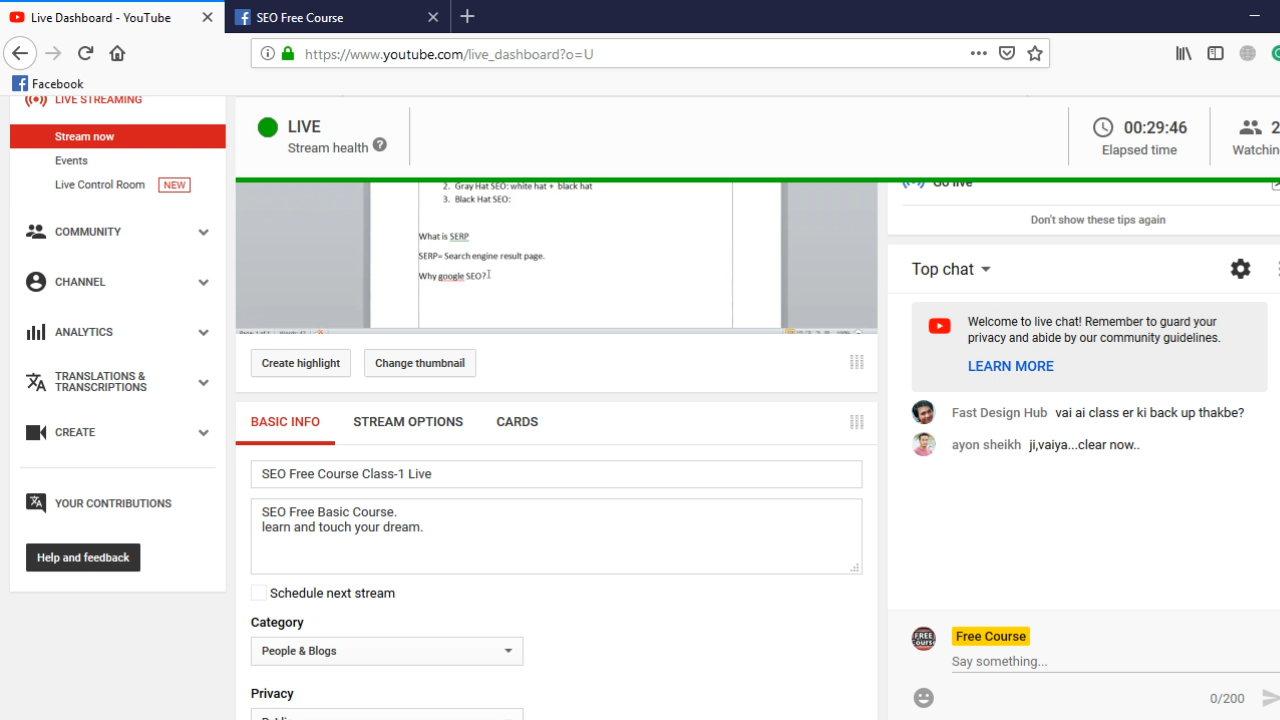 Live Dashboard - YouTube
SEO Free Course
https://www.youtube.com/live_dashboard?o=U
Facebook
LIVE STREAMING
Stream now
Events
Live Control Room NEW
COMMUNITY
CHANNEL
ANALYTICS
TRANSLATIONS &
TRANSCRIPTIONS
CREATE
YOUR CONTRIBUTIONS
Help and feedback
LIVE
Stream health ?
00:29:46
Elapsed time
2
Watchin
2. Gray Hat SEO: white hat + black hat
3. Black Hat SEO:
What is SERP
SERP= Search engine result page.
Why google SEO?
Create highlight
Change thumbnail
BASIC INFO
STREAM OPTIONS
CARDS
SEO Free Course Class-1 Live
SEO Free Basic Course.
learn and touch your dream.
Schedule next stream
Category
People & Blogs
Privacy
Go live
Don't show these tips again
Top chat
Welcome to live chat! Remember to guard your
privacy and abide by our community guidelines.
LEARN MORE
Fast Design Hub vai ai class er ki back up thakbe?
ayon sheikh ji,vaiya...clear now..
FREE
Free Course
Say something...
0/200